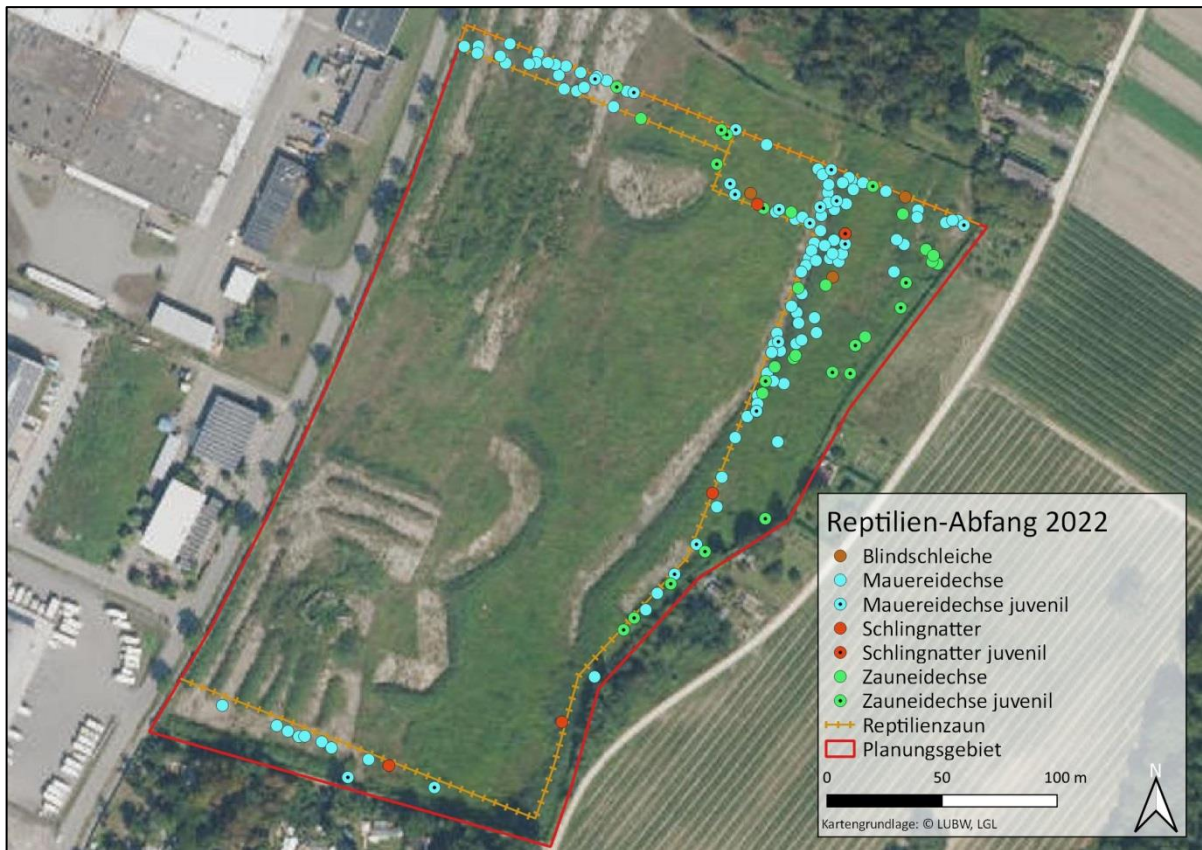 Reptilien-Abfang 2022
Blindschleiche
Mauereidechse
Mauereidechse juvenil
Schlingnatter
Schlingnatter juvenil
Zauneidechse
Zauneidechse juvenil
Reptilienzaun
Planungsgebiet
0 50 100 m
N
Kartengrundlage: © LUBW, LGL